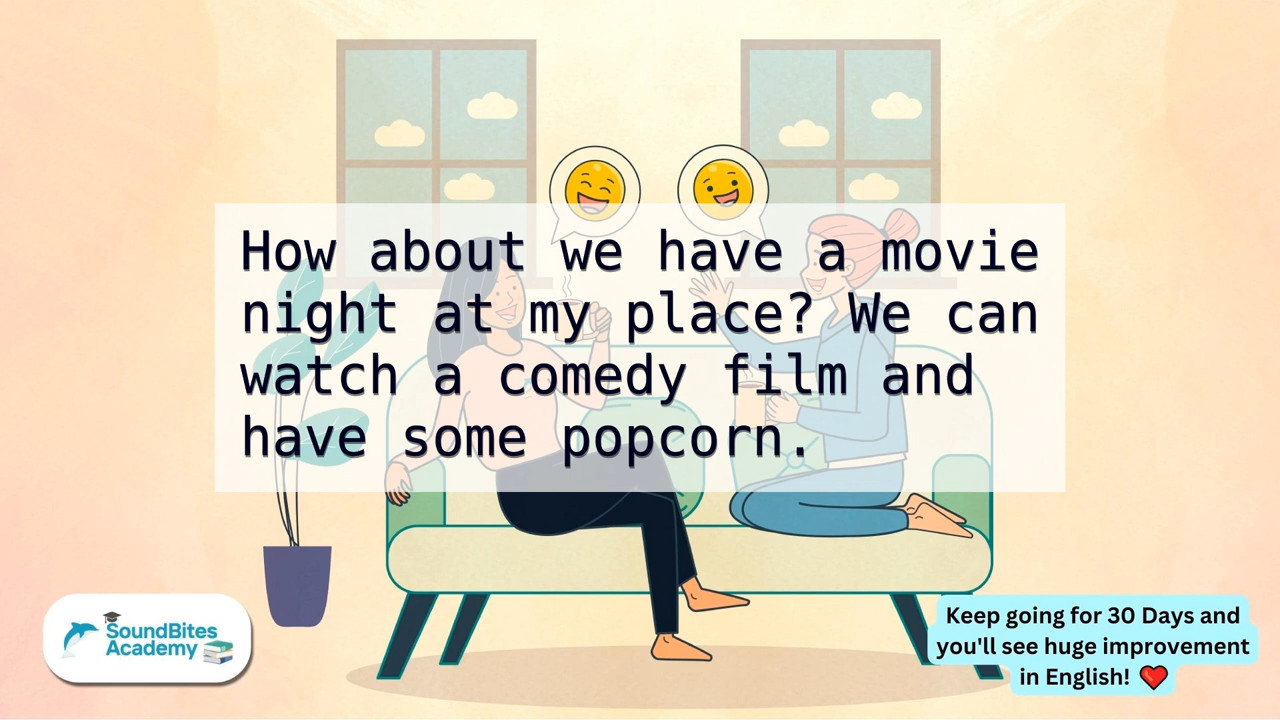 How about we have a movie
night at my place? We can
watch a comedy film and
have some popcorn.
SoundBites
Academy
Keep going for 30 Days and
you'll see huge improvement
in English! ❤️